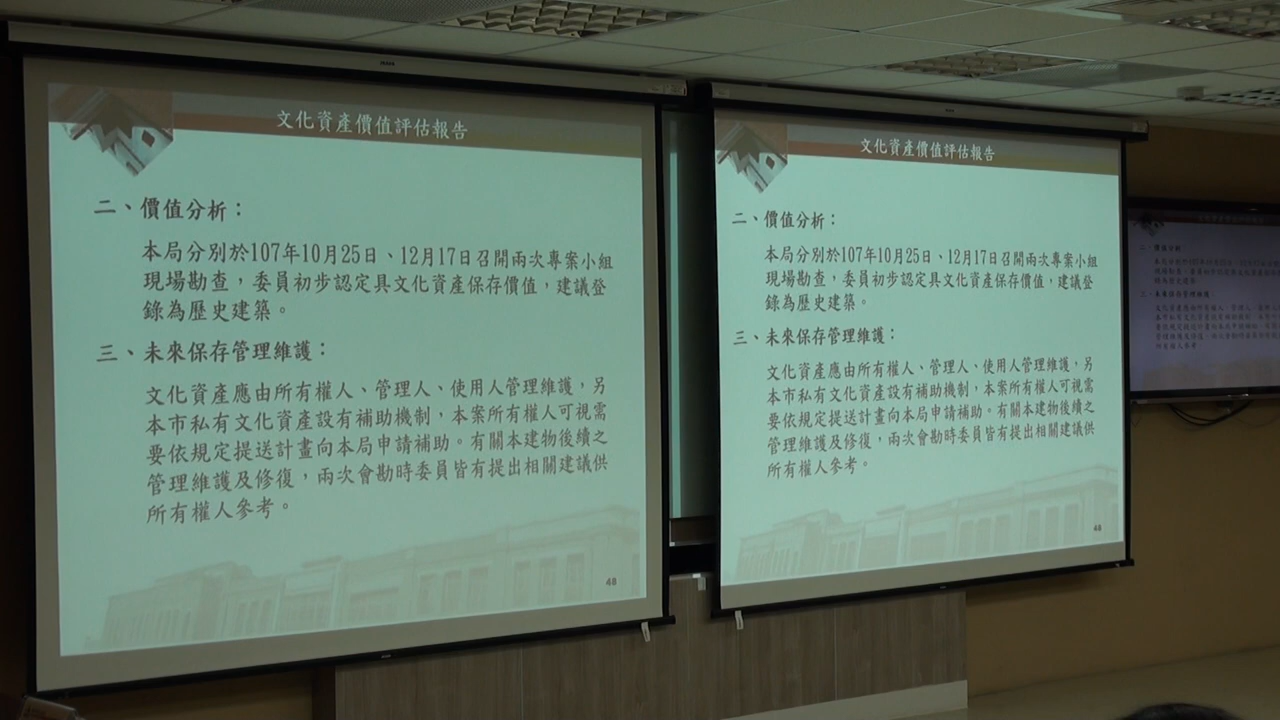 文化資產價值評估報告
二、價值分析：
本局分別於107年10月25日、12月17日召開兩次專案小組
現場勘查，委員初步認定具文化資產保存價值，建議登
錄為歷史建築。
三、未來保存管理維護：
文化資產應由所有權人、管理人、使用人管理維護，另
本市私有文化資產設有補助機制，本案所有權人可視需
要依規定提送計畫向本局申請補助。有關本建物後續之
管理維護及修復，兩次會勘時委員皆有提出相關建議供
所有權人參考。
48
文化資產價值評估報告
二、價值分析：
本局分別於107年10月25日、12月17日召開兩次專案小組
現場勘查，委員初步認定具文化資產保存價值，建議登
錄為歷史建築。
三、未來保存管理維護：
文化資產應由所有權人、管理人、使用人管理維護，另
本市私有文化資產設有補助機制，本案所有權人可視需
要依規定提送計畫向本局申請補助。有關本建物後續之
管理維護及修復，兩次會勘時委員皆有提出相關建議供
所有權人參考。
48